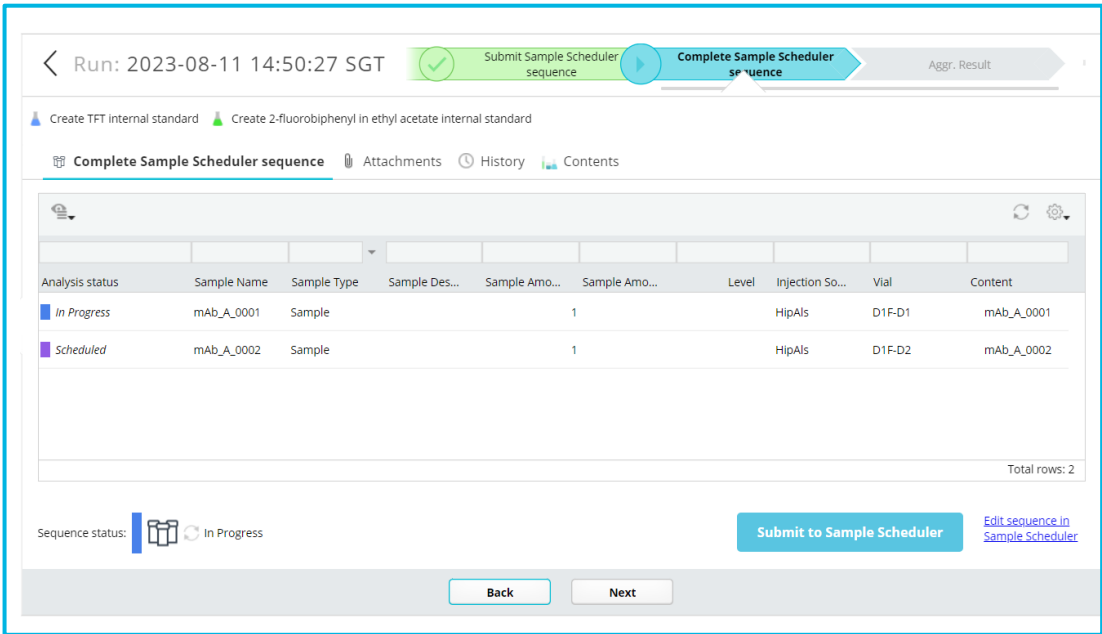 Run: 2023-08-11 14:50:27 SGT
Submit Sample Scheduler
sequence
Complete Sample Scheduler
sequence
Aggr. Result
Create TFT internal standard Create 2-fluorobiphenyl in ethyl acetate internal standard
Complete Sample Scheduler sequence Attachments History Contents
Analysis status Sample Name Sample Type Sample Des... Sample Amo... Sample Amo... Level Injection So... Vial Content
In Progress mAb_A_0001 Sample 1 HipAls D1F-D1 mAb_A_0001
Scheduled mAb_A_0002 Sample 1 HipAls D1F-D2 mAb_A_0002
Total rows: 2
Sequence status: In Progress
Submit to Sample Scheduler
Edit sequence in
Sample Scheduler
Back Next